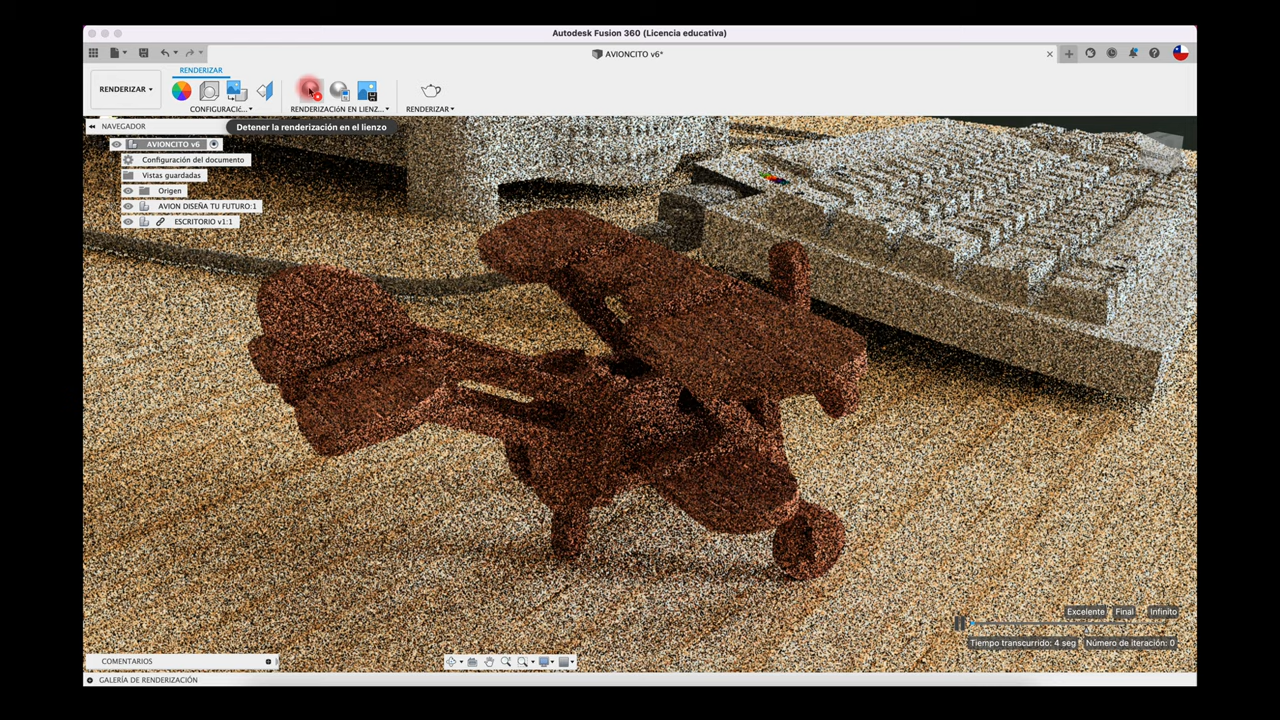 Autodesk Fusion 360 (Licencia educativa)
AVIONCITO v6*
RENDERIZAR
RENDERIZAR
CONFIGURACIÓ...
RENDERIZACIÓN EN LIENZ...
RENDERIZAR
NAVEGADOR
Detener la renderización en el lienzo
AVIONCITO v6
Configuración del documento
Vistas guardadas
Origen
AVION DISEÑA TU FUTURO:1
ESCRITORIO v1:1
Excelente Final Infinito
Tiempo transcurrido: 4 seg Número de iteración: 0
COMENTARIOS
GALERÍA DE RENDERIZACIÓN